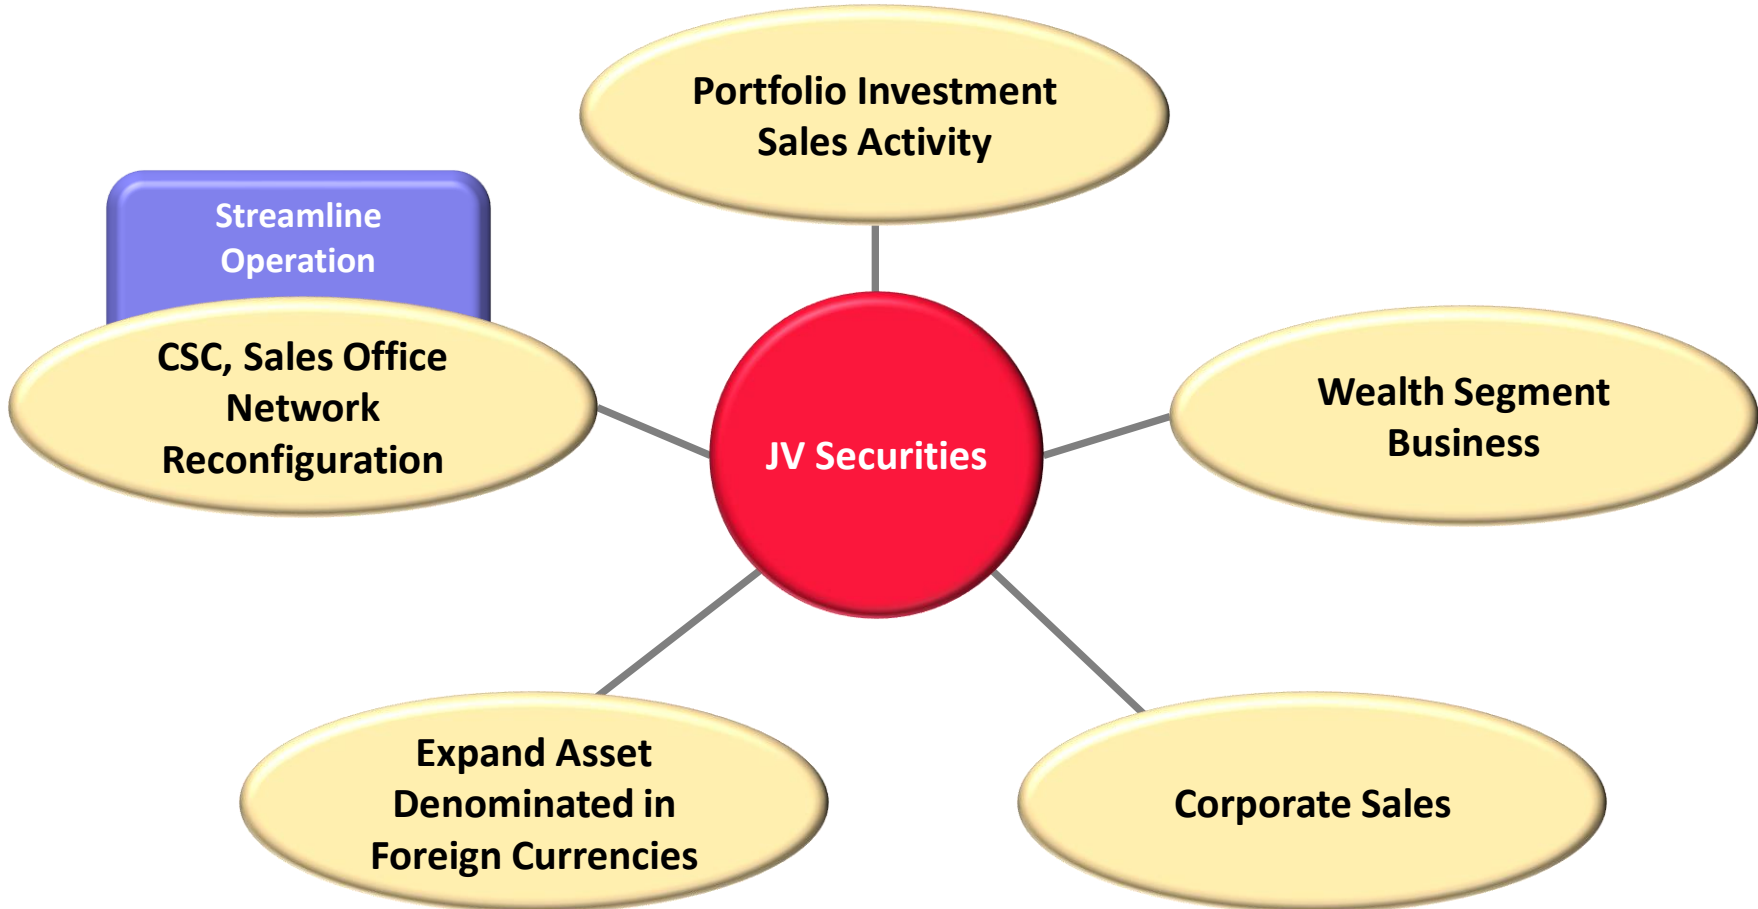 Portfolio Investment
Sales Activity
Streamline
Operation
CSC, Sales Office
Network
Reconfiguration
JV Securities
Wealth Segment
Business
Expand Asset
Denominated in
Foreign Currencies
Corporate Sales